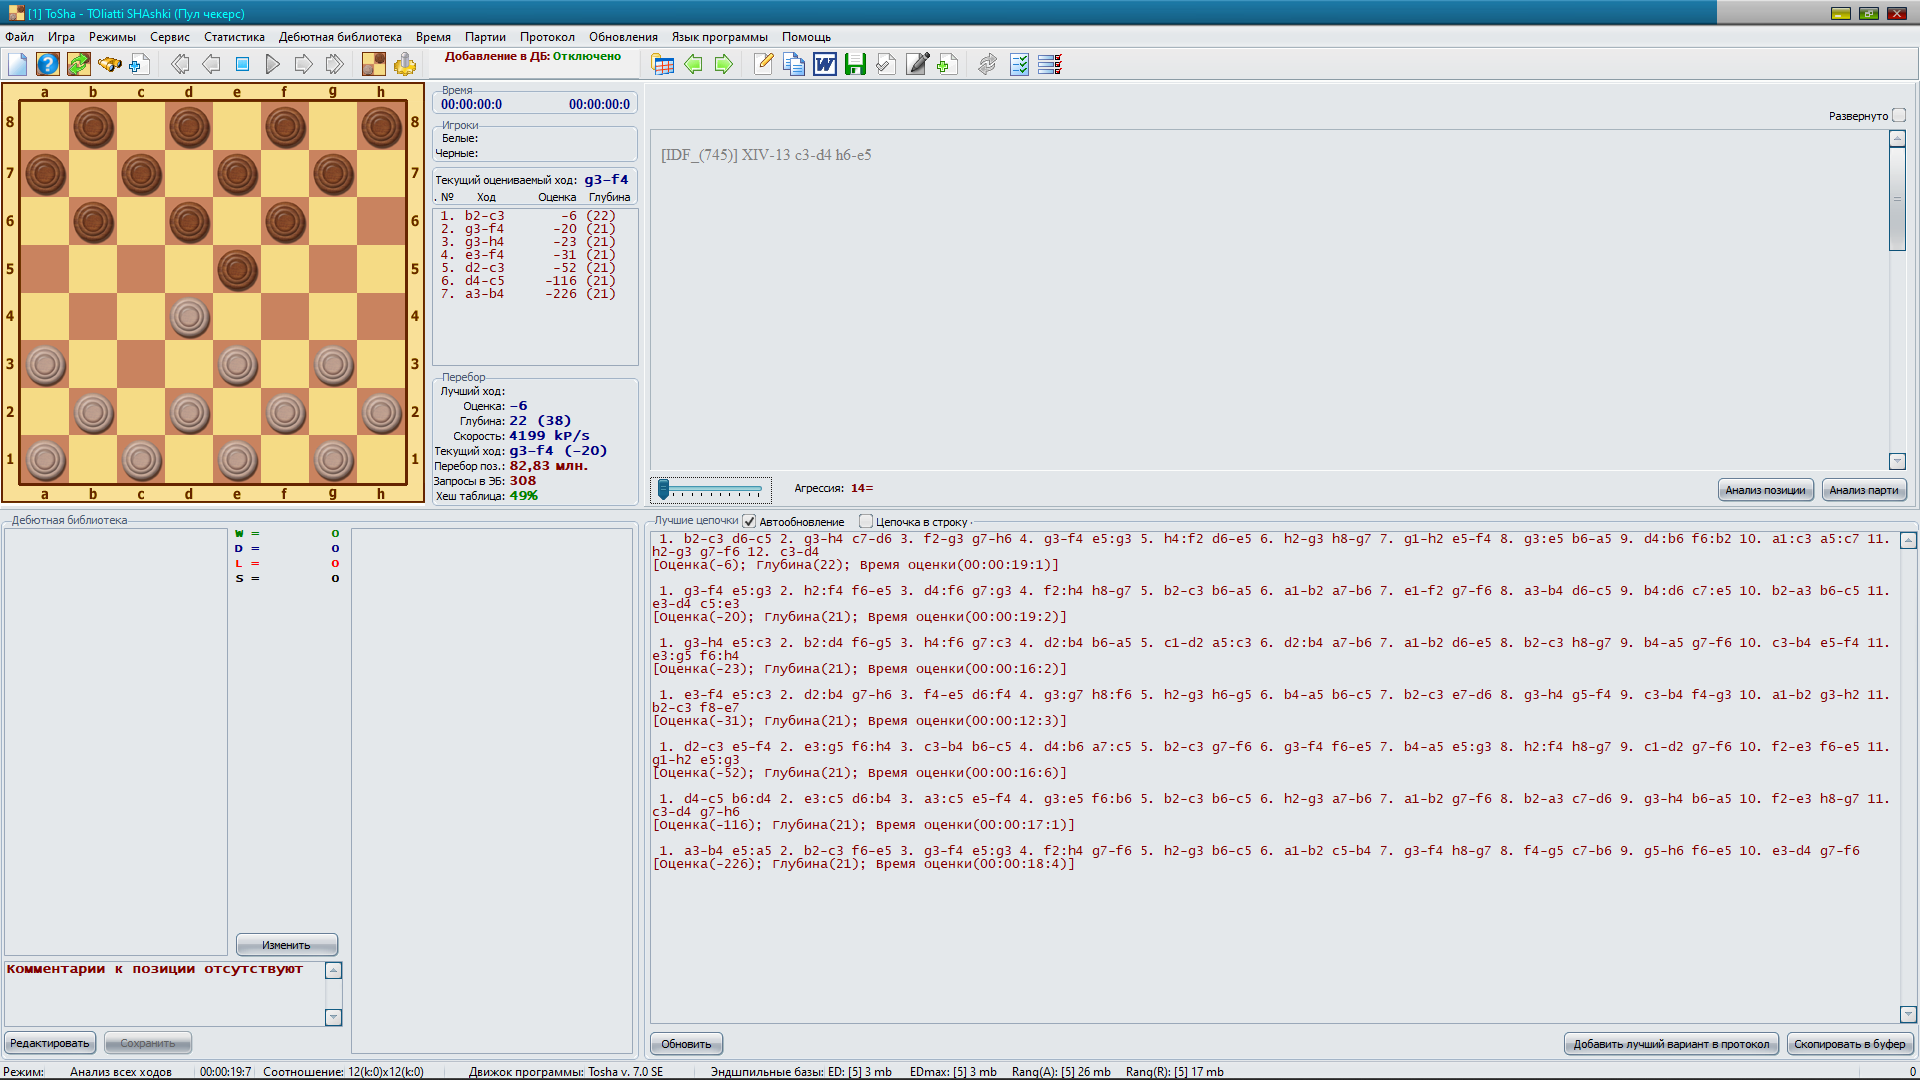 [1] ToSha - TOliatti SHAshki (Пул чекерс)
Файл Игра Режимы Сервис Статистика Дебютная библиотека Время Партии Протокол Обновления Язык программы Помощь
Добавление в ДБ: Отключено
a b c d e f g h
8 8
7 7
6 6
5 5
4 4
3 3
2 2
1 1
a b c d e f g h
Время
00:00:00:0 00:00:00:0
Игроки
Белые:
Черные:
Текущий оцениваемый ход: g3-f4
. № Ход Оценка Глубина
1. b2-c3 -6 (22)
2. g3-f4 -20 (21)
3. g3-h4 -23 (21)
4. e3-f4 -31 (21)
5. d2-c3 -52 (21)
6. d4-c5 -116 (21)
7. a3-b4 -226 (21)
Перебор
Лучший ход:
Оценка: -6
Глубина: 22 (38)
Скорость: 4199 kP/s
Текущий ход: g3-f4 (-20)
Перебор поз.: 82,83 млн.
Запросы в ЭБ: 308
Хеш таблица: 49%
Развернуто
[IDF_(745)] XIV-13 c3-d4 h6-e5
Агрессия: 14=
Анализ позиции Анализ парти
Дебютная библиотека
W = 0
D = 0
L = 0
S = 0
Изменить
Комментарии к позиции отсутствуют
Редактировать Сохранить
Лучшие цепочки Автообновление Цепочка в строку
1. b2-c3 d6-c5 2. g3-h4 c7-d6 3. f2-g3 g7-h6 4. g3-f4 e5:g3 5. h4:f2 d6-e5 6. h2-g3 h8-g7 7. g1-h2 e5-f4 8. g3:e5 b6-a5 9. d4:b6 f6:b2 10. a1:c3 a5:c7 11.
h2-g3 g7-f6 12. c3-d4
[Оценка(-6); Глубина(22); Время оценки(00:00:19:1)]
1. g3-f4 e5:g3 2. h2:f4 f6-e5 3. d4:f6 g7:g3 4. f2:h4 h8-g7 5. b2-c3 b6-a5 6. a1-b2 a7-b6 7. e1-f2 g7-f6 8. a3-b4 d6-c5 9. b4:d6 c7:e5 10. b2-a3 b6-c5 11.
e3-d4 c5:e3
[Оценка(-20); Глубина(21); Время оценки(00:00:19:2)]
1. g3-h4 e5:c3 2. b2:d4 f6-g5 3. h4:f6 g7:c3 4. d2:b4 b6-a5 5. c1-d2 a5:c3 6. d2:b4 a7-b6 7. a1-b2 d6-e5 8. b2-c3 h8-g7 9. b4-a5 g7-f6 10. c3-b4 e5-f4 11.
e3:g5 f6:h4
[Оценка(-23); Глубина(21); Время оценки(00:00:16:2)]
1. e3-f4 e5:c3 2. d2:b4 g7-h6 3. f4-e5 d6:f4 4. g3:g7 h8:f6 5. h2-g3 h6-g5 6. b4-a5 b6-c5 7. b2-c3 e7-d6 8. g3-h4 g5-f4 9. c3-b4 f4-g3 10. a1-b2 g3-h2 11.
b2-c3 f8-e7
[Оценка(-31); Глубина(21); Время оценки(00:00:12:3)]
1. d2-c3 e5-f4 2. e3:g5 f6:h4 3. c3-b4 b6-c5 4. d4:b6 a7:c5 5. b2-c3 g7-f6 6. g3-f4 f6-e5 7. b4-a5 e5:g3 8. h2:f4 h8-g7 9. c1-d2 g7-f6 10. f2-e3 f6-e5 11.
g1-h2 e5:g3
[Оценка(-52); Глубина(21); Время оценки(00:00:16:6)]
1. d4-c5 b6:d4 2. e3:c5 d6:b4 3. a3:c5 e5-f4 4. g3:e5 f6:b6 5. b2-c3 b6-c5 6. h2-g3 a7-b6 7. a1-b2 g7-f6 8. b2-a3 c7-d6 9. g3-h4 b6-a5 10. f2-e3 h8-g7 11.
c3-d4 g7-h6
[Оценка(-116); Глубина(21); Время оценки(00:00:17:1)]
1. a3-b4 e5:a5 2. b2-c3 f6-e5 3. g3-f4 e5:g3 4. f2:h4 g7-f6 5. h2-g3 b6-c5 6. a1-b2 c5-b4 7. g3-f4 h8-g7 8. f4-g5 c7-b6 9. g5-h6 f6-e5 10. e3-d4 g7-f6
[Оценка(-226); Глубина(21); Время оценки(00:00:18:4)]
Обновить Добавить лучший вариант в протокол Скопировать в буфер
Режим: Анализ всех ходов 00:00:19:7 Соотношение: 12(k:0)x12(k:0) Движок программы: Tosha v. 7.0 SE Эндшпильные базы: ED: [5] 3 mb EDmax: [5] 3 mb Rang(A): [5] 26 mb Rang(R): [5] 17 mb 0